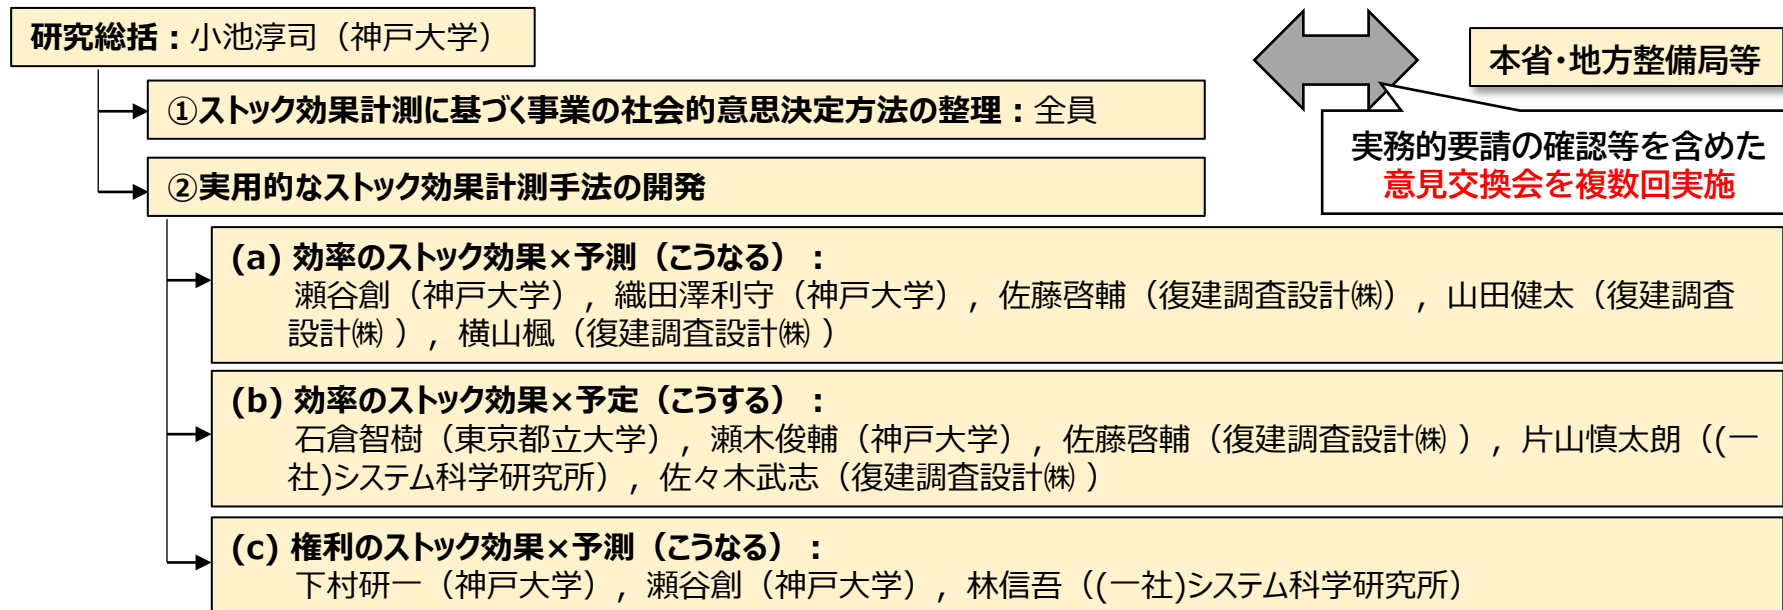 研究総括：小池淳司（神戸大学）
本省・地方整備局等
①ストック効果計測に基づく事業の社会的意思決定方法の整理：全員
実務的要請の確認等を含めた
意見交換会を複数回実施
②実用的なストック効果計測手法の開発
(a) 効率のストック効果×予測（こうなる）：
瀬谷創（神戸大学），織田澤利守（神戸大学），佐藤啓輔（復建調査設計㈱），山田健太（復建調査
設計㈱ ），横山楓（復建調査設計㈱ ）
(b) 効率のストック効果×予定（こうする）：
石倉智樹（東京都立大学），瀬木俊輔（神戸大学），佐藤啓輔（復建調査設計㈱ ），片山慎太朗（(一
社)システム科学研究所），佐々木武志（復建調査設計㈱ ）
(c) 権利のストック効果×予測（こうなる）：
下村研一（神戸大学），瀬谷創（神戸大学），林信吾（(一社)システム科学研究所）